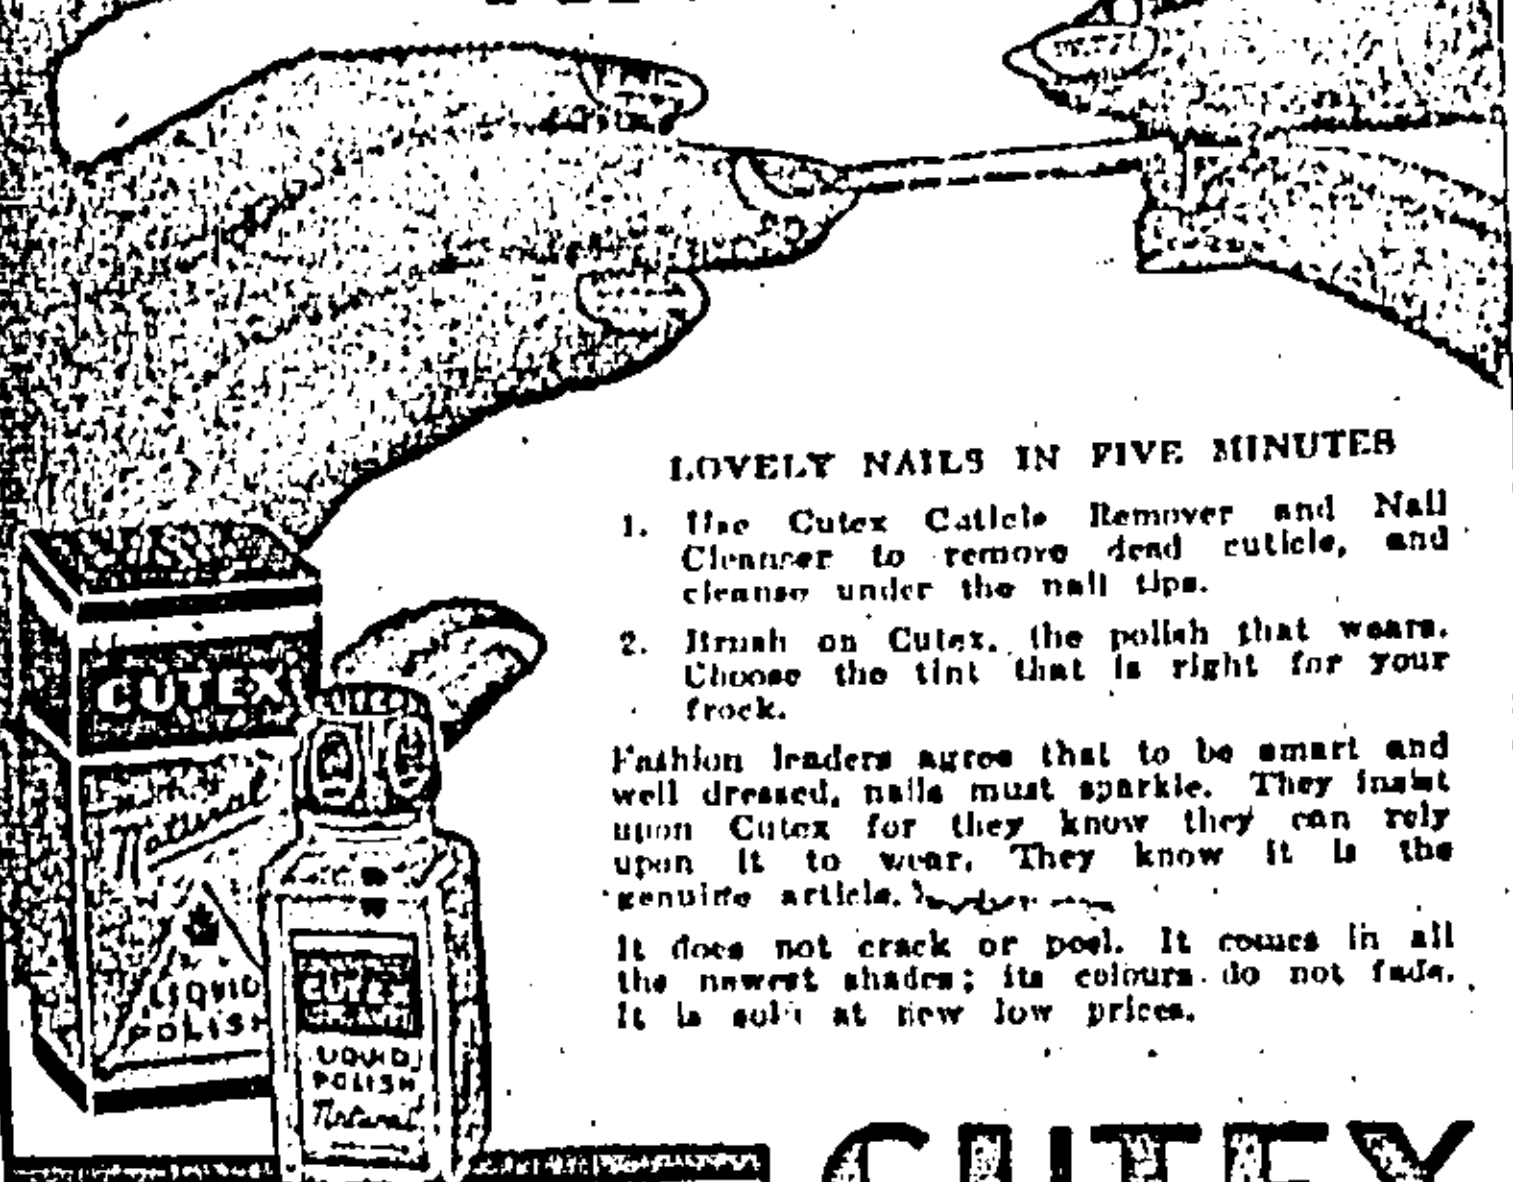 LOVELY NAILS IN FIVE MINUTES
1. Use Cutex Cuticle Remover and Nail
Cleanser to remove dead cuticle, and
cleanse under the nail tips.
2. Brush on Cutex, the polish that wears.
Choose the tint that is right for your
frock.
Fashion leaders agree that to be smart and
well dressed, nails must sparkle. They insist
upon Cutex for they know they can rely
upon it to wear. They know it is the
genuine article.
It does not crack or peel. It comes in all
the newest shades; its colours do not fade.
It is sold at new low prices.
CUTEX
Natural
LIQUID
POLISH
CUTEX
LIQUID
POLISH
Natural
CUTEX